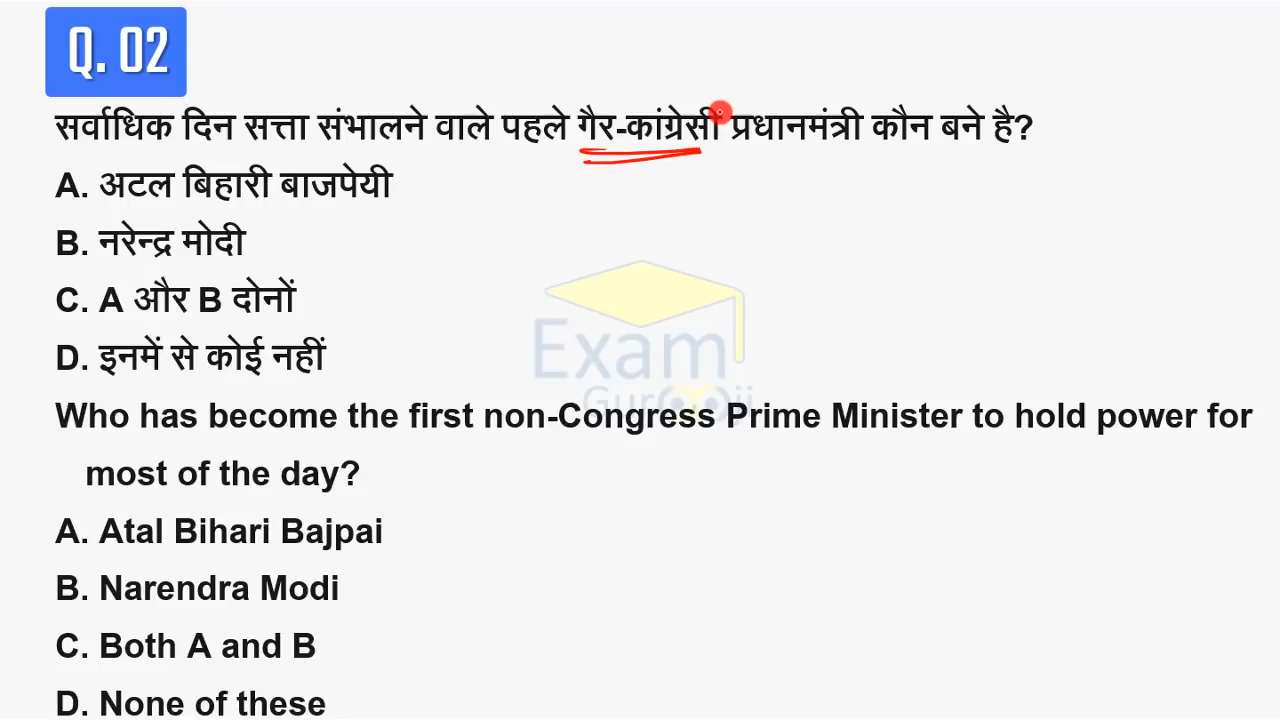 Q. 02
सर्वाधिक दिन सत्ता संभालने वाले पहले गैर-कांग्रेसी प्रधानमंत्री कौन बने है?
A. अटल बिहारी बाजपेयी
B. नरेन्द्र मोदी
C. A और B दोनों
D. इनमें से कोई नहीं
Exam
Gurooji
Who has become the first non-Congress Prime Minister to hold power for
most of the day?
A. Atal Bihari Bajpai
B. Narendra Modi
C. Both A and B
D. None of these